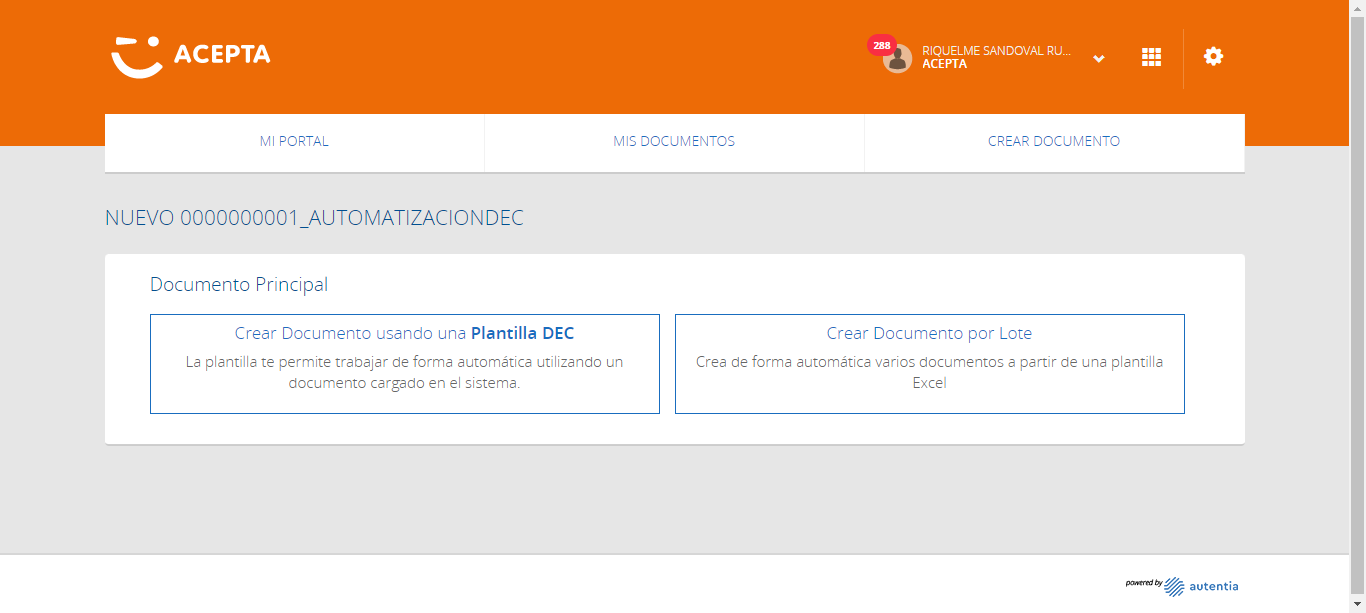 ACEPTA
288
RIQUELME SANDOVAL RU...
ACEPTA
MI PORTAL
MIS DOCUMENTOS
CREAR DOCUMENTO
NUEVO 0000000001_AUTOMATIZACIONDEC
Documento Principal
Crear Documento usando una Plantilla DEC
La plantilla te permite trabajar de forma automática utilizando un
documento cargado en el sistema.
Crear Documento por Lote
Crea de forma automática varios documentos a partir de una plantilla
Excel
powered by autentia